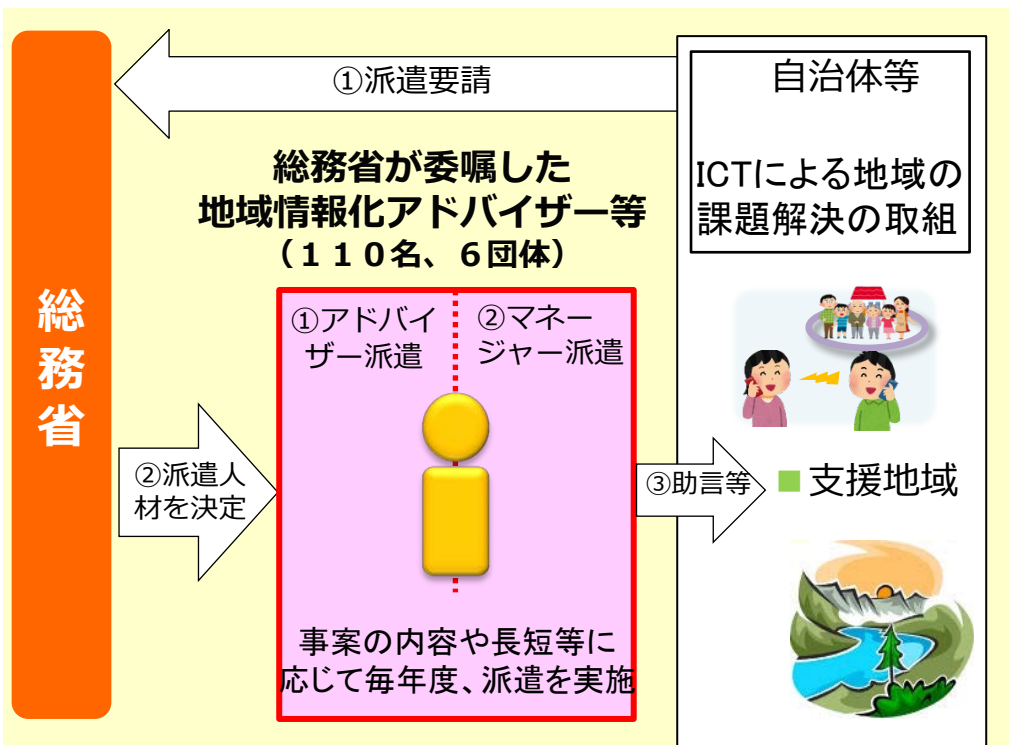 総務省
①派遣要請
自治体等
ICTによる地域の
課題解決の取組
総務省が委嘱した
地域情報化アドバイザー等
（１１０名、６団体）
①アドバイ
ザー派遣
②マネー
ジャー派遣
②派遣人
材を決定
③助言等
支援地域
事案の内容や長短等に
応じて毎年度、派遣を実施